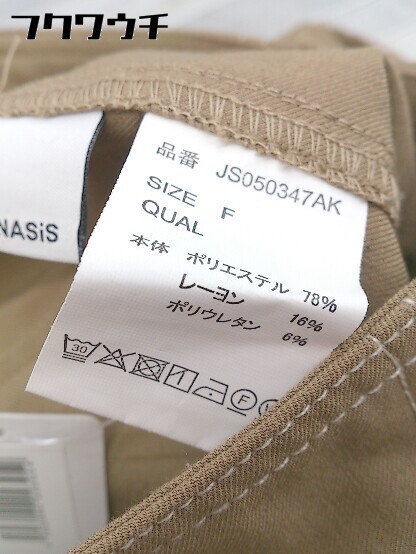 フクワウチ
NASiS
品番 JS050347AK
SIZE F
QUAL
本体 ポリエステル 78%
レーヨン 16%
ポリウレタン 6%
30
F